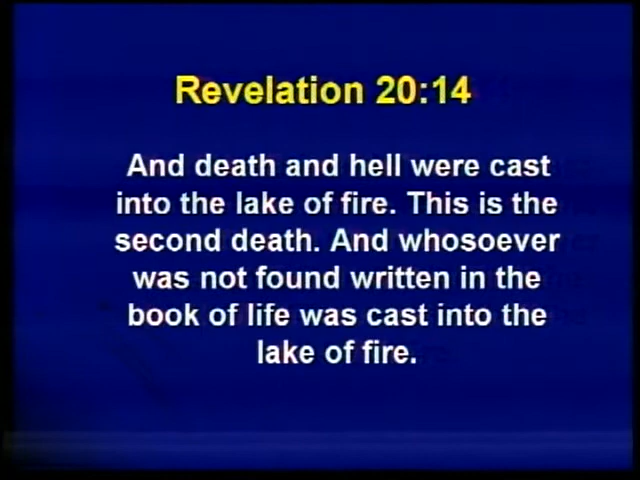 Revelation 20:14
And death and hell were cast
into the lake of fire. This is the
second death. And whosoever
was not found written in the
book of life was cast into the
lake of fire.